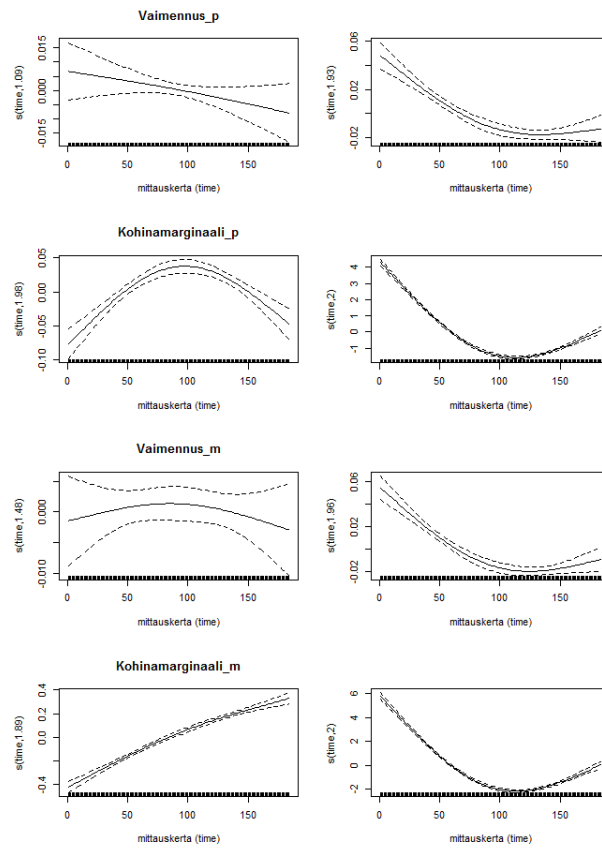 Vaimennus_p
s(time,1.09)
0.015
0.000
-0.015
0 50 100 150
mittauskerta (time)
s(time,1.93)
0.06
0.02
-0.02
0 50 100 150
mittauskerta (time)
Kohinamarginaali_p
s(time,1.98)
0.05
0.00
-0.05
-0.10
0 50 100 150
mittauskerta (time)
s(time,2)
4
3
2
1
0
-1
0 50 100 150
mittauskerta (time)
Vaimennus_m
s(time,1.48)
0.000
-0.010
0 50 100 150
mittauskerta (time)
s(time,1.96)
0.06
0.02
-0.02
0 50 100 150
mittauskerta (time)
Kohinamarginaali_m
s(time,1.89)
0.4
0.2
0.0
-0.4
0 50 100 150
mittauskerta (time)
s(time,2)
6
4
2
0
-2
0 50 100 150
mittauskerta (time)